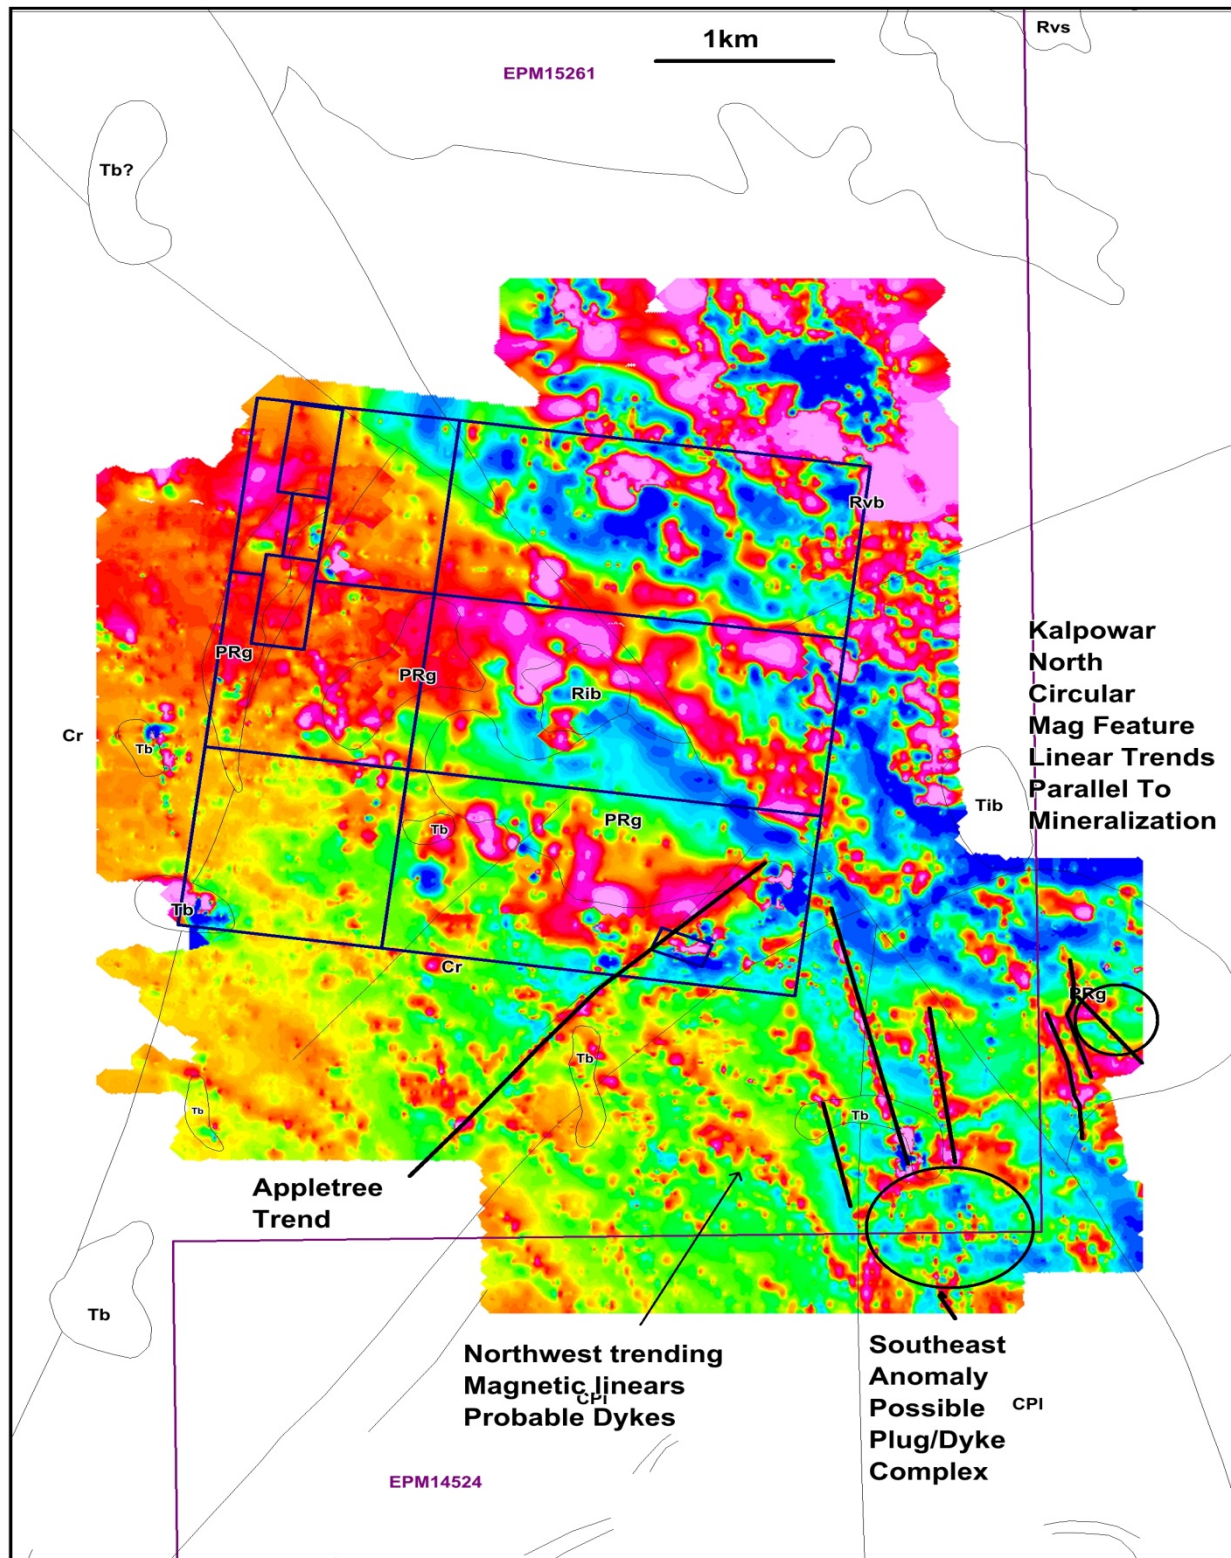 Rvs
1km
EPM15261
Tb?
Rvb
Kalpowar
North
Circular
Mag Feature
Linear Trends
Parallel To
Mineralization
PRg
PRg
Rib
Cr
Tb
Tib
PRg
Tb
Tb
Cr
PRg
Tb
Tb
Tb
Appletree
Trend
Tb
Northwest trending
Magnetic linears
Probable Dykes
CPI
Southeast
Anomaly
Possible
Plug/Dyke
Complex
CPI
EPM14524